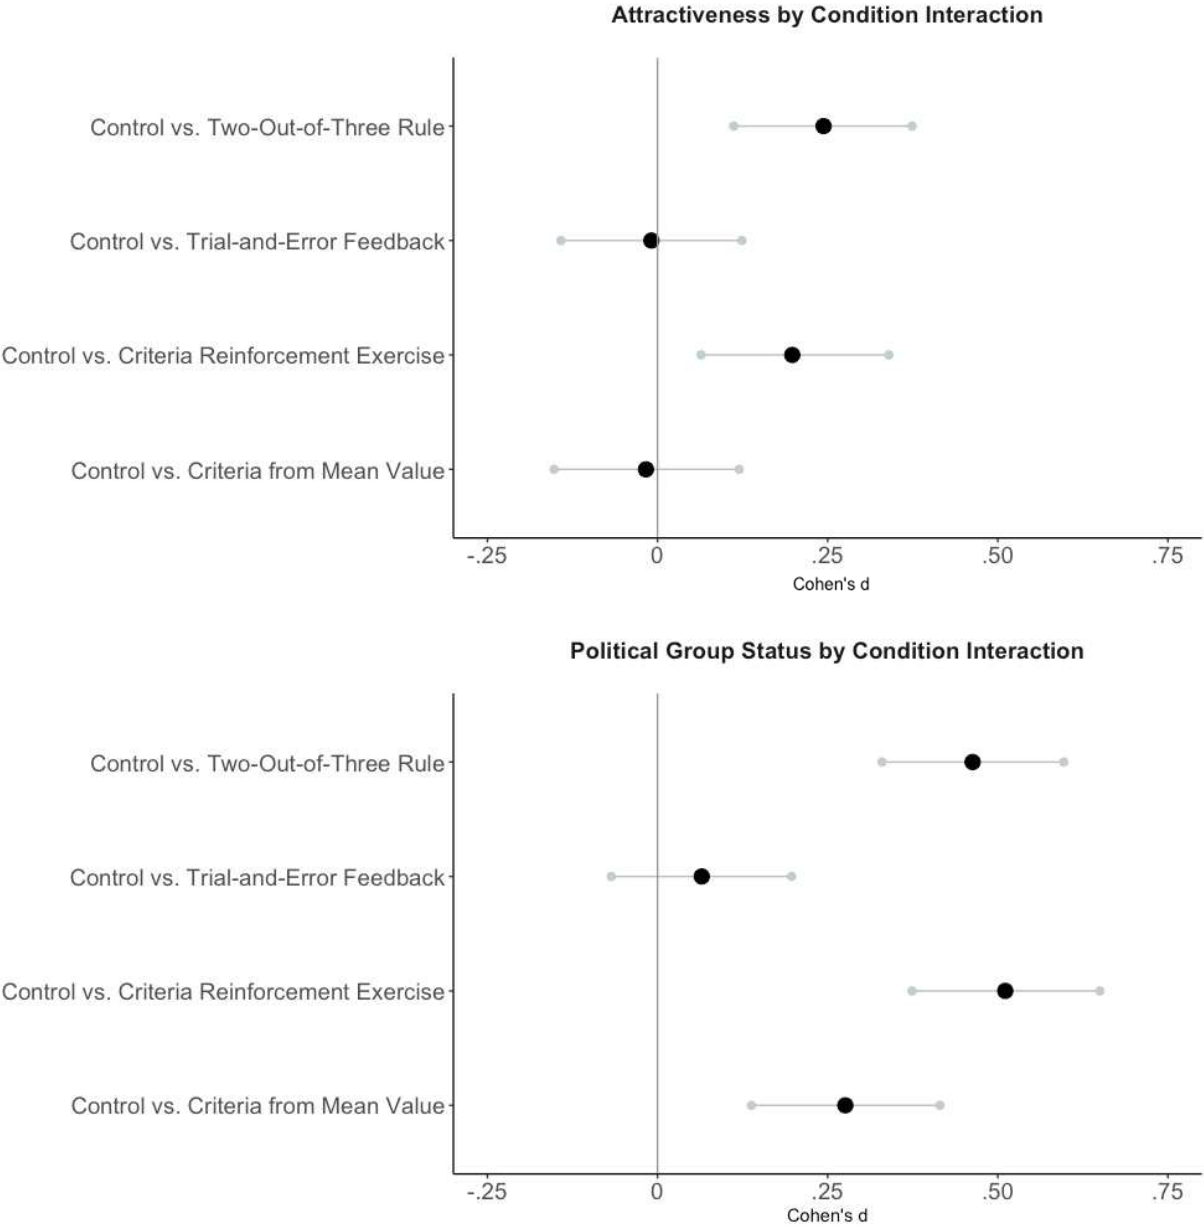 Attractiveness by Condition Interaction
Control vs. Two-Out-of-Three Rule
Control vs. Trial-and-Error Feedback
Control vs. Criteria Reinforcement Exercise
Control vs. Criteria from Mean Value
-.25 0 .25 .50 .75
Cohen's d
Political Group Status by Condition Interaction
Control vs. Two-Out-of-Three Rule
Control vs. Trial-and-Error Feedback
Control vs. Criteria Reinforcement Exercise
Control vs. Criteria from Mean Value
-.25 0 .25 .50 .75
Cohen's d